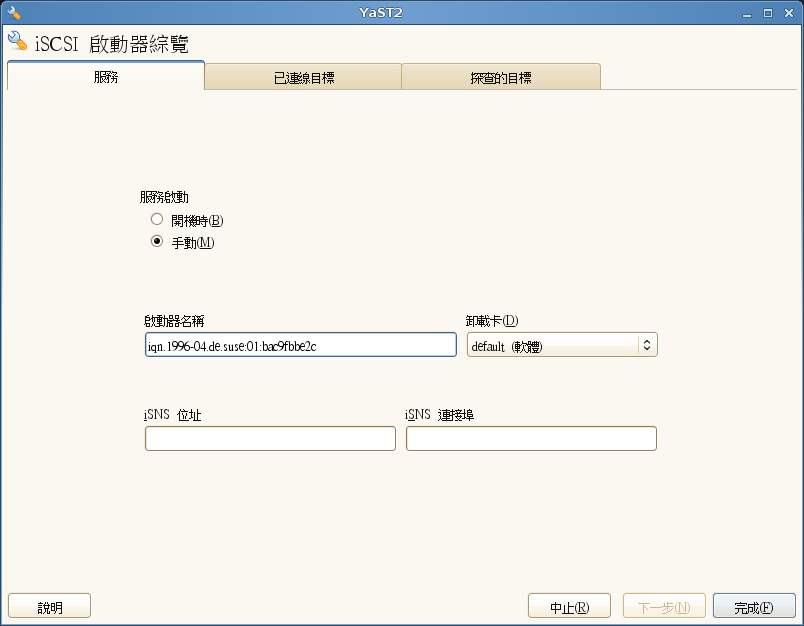 YaST2
iSCSI 啟動器綜覽
服務 已連線目標 探查的目標
服務啟動
開機時(B)
手動(M)
啟動器名稱 卸載卡(D)
iqn.1996-04.de.suse:01:bac9fbbe2c default (軟體)
iSNS 位址 iSNS 連接埠
說明 中止(R) 下一步(N) 完成(F)